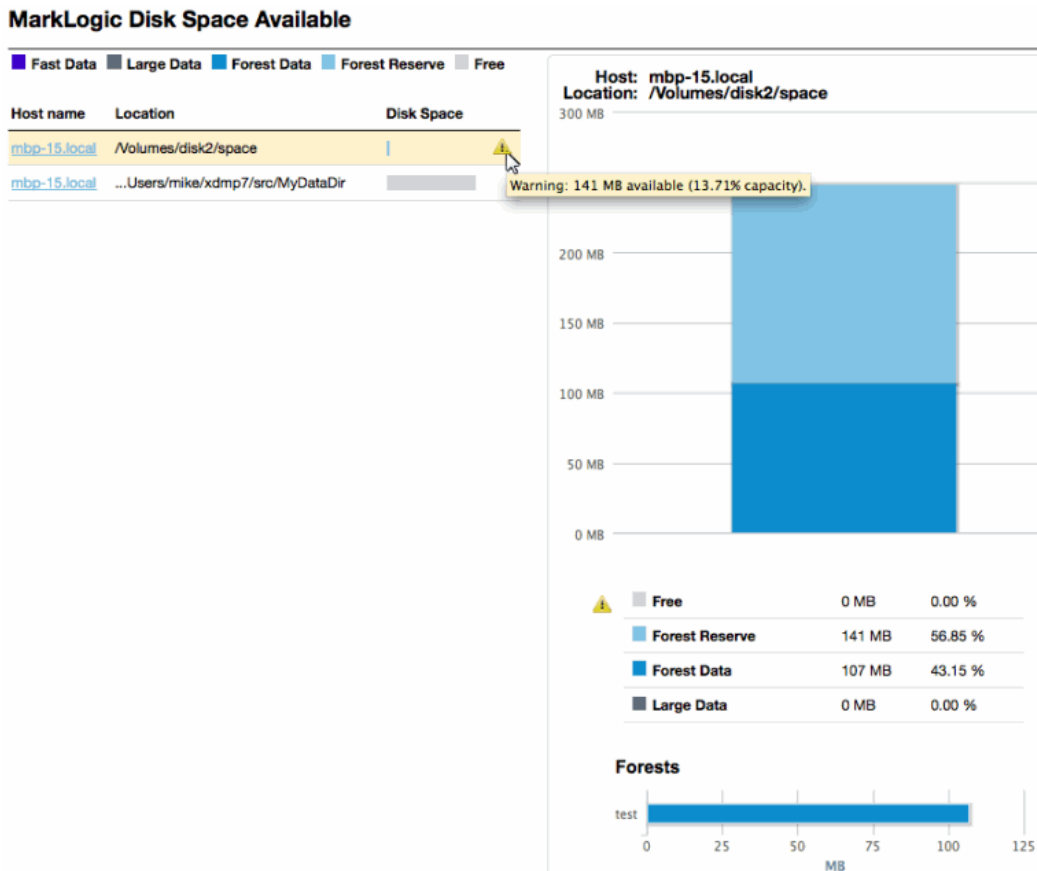 MarkLogic Disk Space Available
Fast Data Large Data Forest Data Forest Reserve Free
Host name Location Disk Space
mbp-15.local /Volumes/disk2/space
mbp-15.local ...Users/mike/xdmp7/src/MyDataDir
Warning: 141 MB available (13.71% capacity).
Host: mbp-15.local
Location: /Volumes/disk2/space
300 MB
200 MB
150 MB
100 MB
50 MB
0 MB
Free 0 MB 0.00 %
Forest Reserve 141 MB 56.85 %
Forest Data 107 MB 43.15 %
Large Data 0 MB 0.00 %
Forests
test
0 25 50 75 100 125
MB